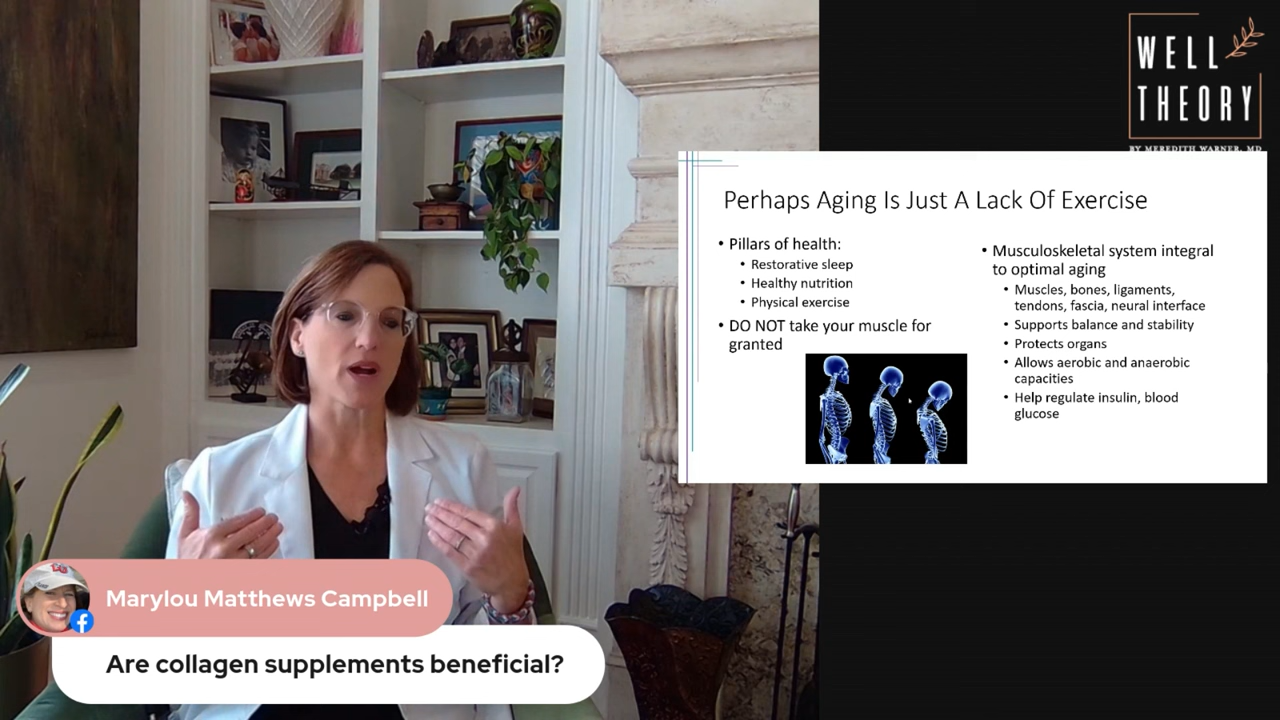 WELL
THEORY
BY MEREDITH WARNER, MD
Perhaps Aging Is Just A Lack Of Exercise
• Pillars of health:
• Restorative sleep
• Healthy nutrition
• Physical exercise
• DO NOT take your muscle for
granted
• Musculoskeletal system integral
to optimal aging
• Muscles, bones, ligaments,
tendons, fascia, neural interface
• Supports balance and stability
• Protects organs
• Allows aerobic and anaerobic
capacities
• Help regulate insulin, blood
glucose
Marylou Matthews Campbell
Are collagen supplements beneficial?